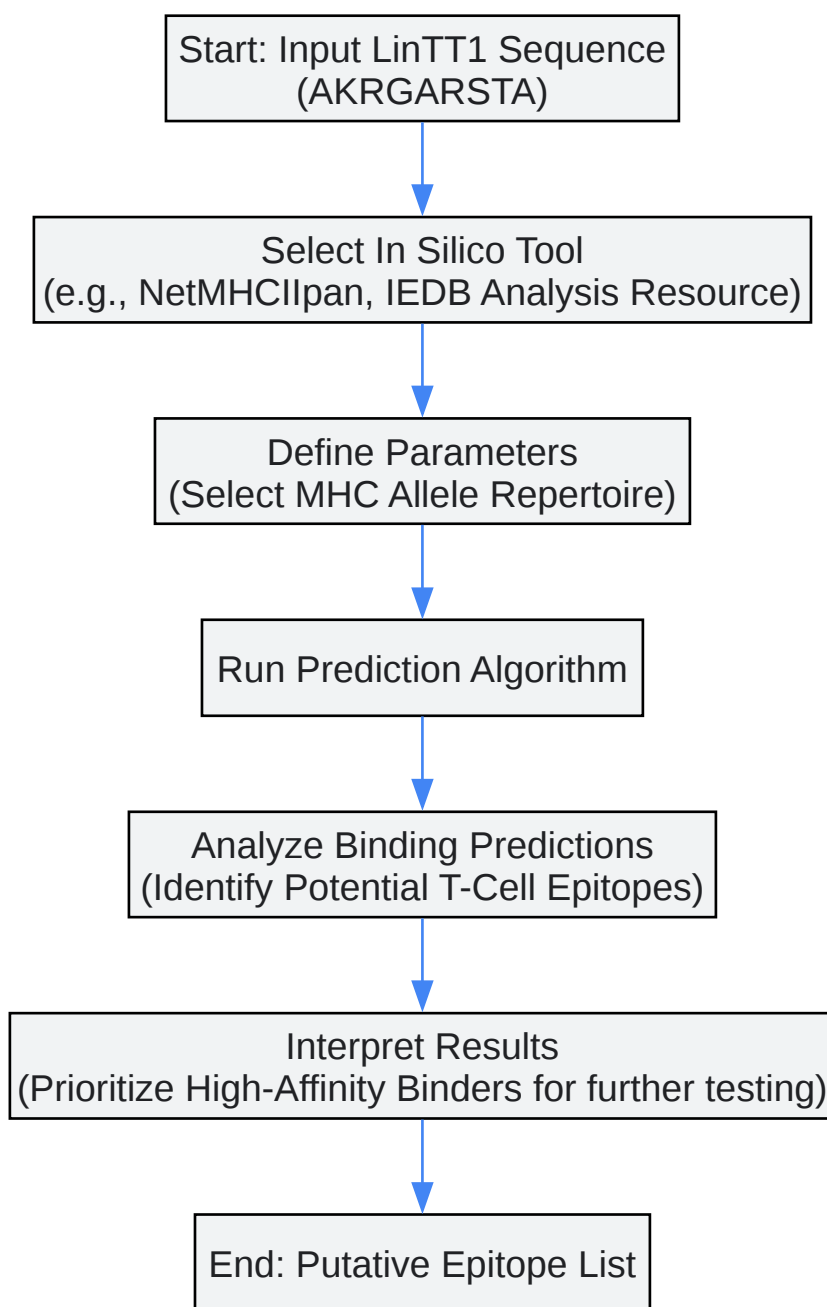 Start: Input LinTT1 Sequence
(AKRGARSTA)
Select In Silico Tool
(e.g., NetMHCIIpan, IEDB Analysis Resource)
Define Parameters
(Select MHC Allele Repertoire)
Run Prediction Algorithm
Analyze Binding Predictions
(Identify Potential T-Cell Epitopes)
Interpret Results
(Prioritize High-Affinity Binders for further testing)
End: Putative Epitope List